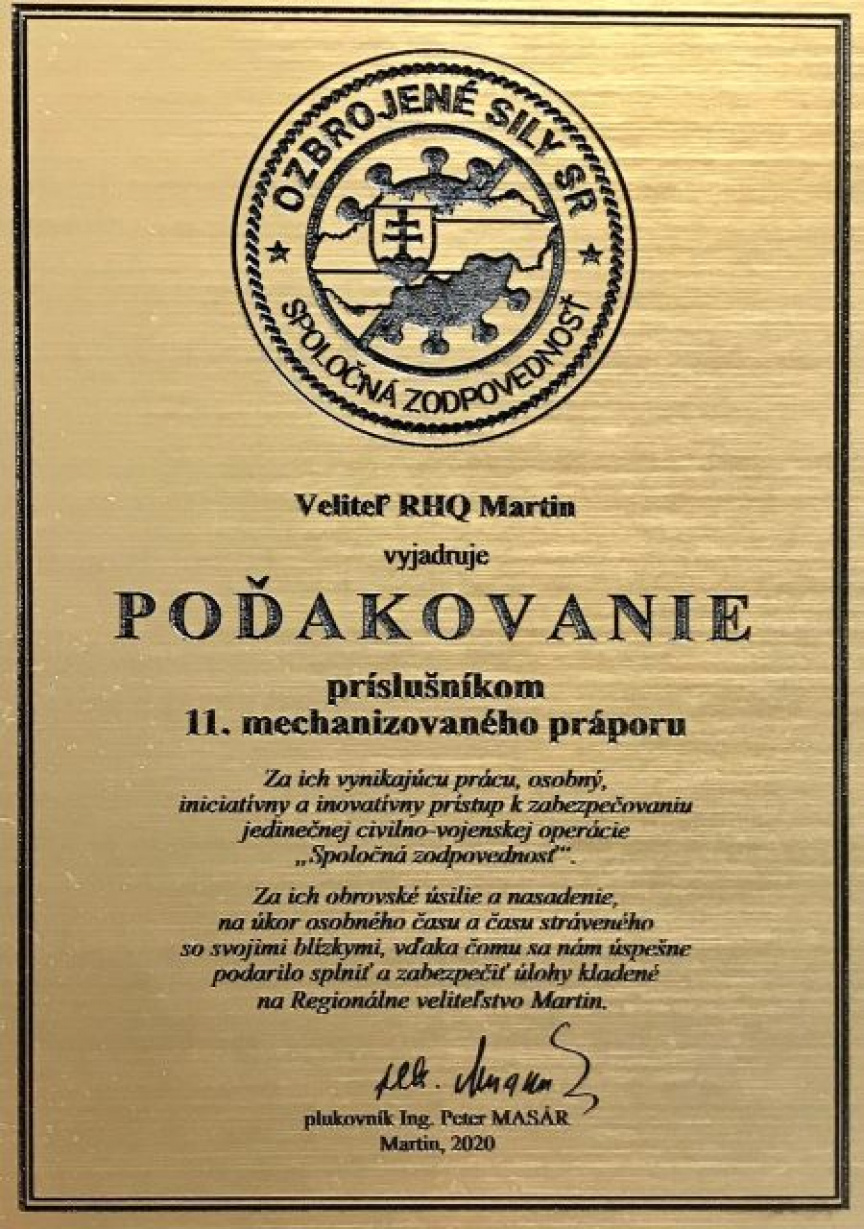 OZBROJENÉ SILY SR
SPOLOČNÁ ZODPOVEDNOSŤ
Veliteľ RHQ Martin
vyjadruje
POĎAKOVANIE
príslušníkom
11. mechanizovaného práporu
Za ich vynikajúcu prácu, osobný,
iniciatívny a inovatívny prístup k zabezpečovaniu
jedinečnej civilno-vojenskej operácie
„Spoločná zodpovednosť“.
Za ich obrovské úsilie a nasadenie,
na úkor osobného času a času stráveného
so svojimi blízkymi, vďaka čomu sa nám úspešne
podarilo splniť a zabezpečiť úlohy kladené
na Regionálne veliteľstvo Martin.
plukovník Ing. Peter MASÁR
Martin, 2020